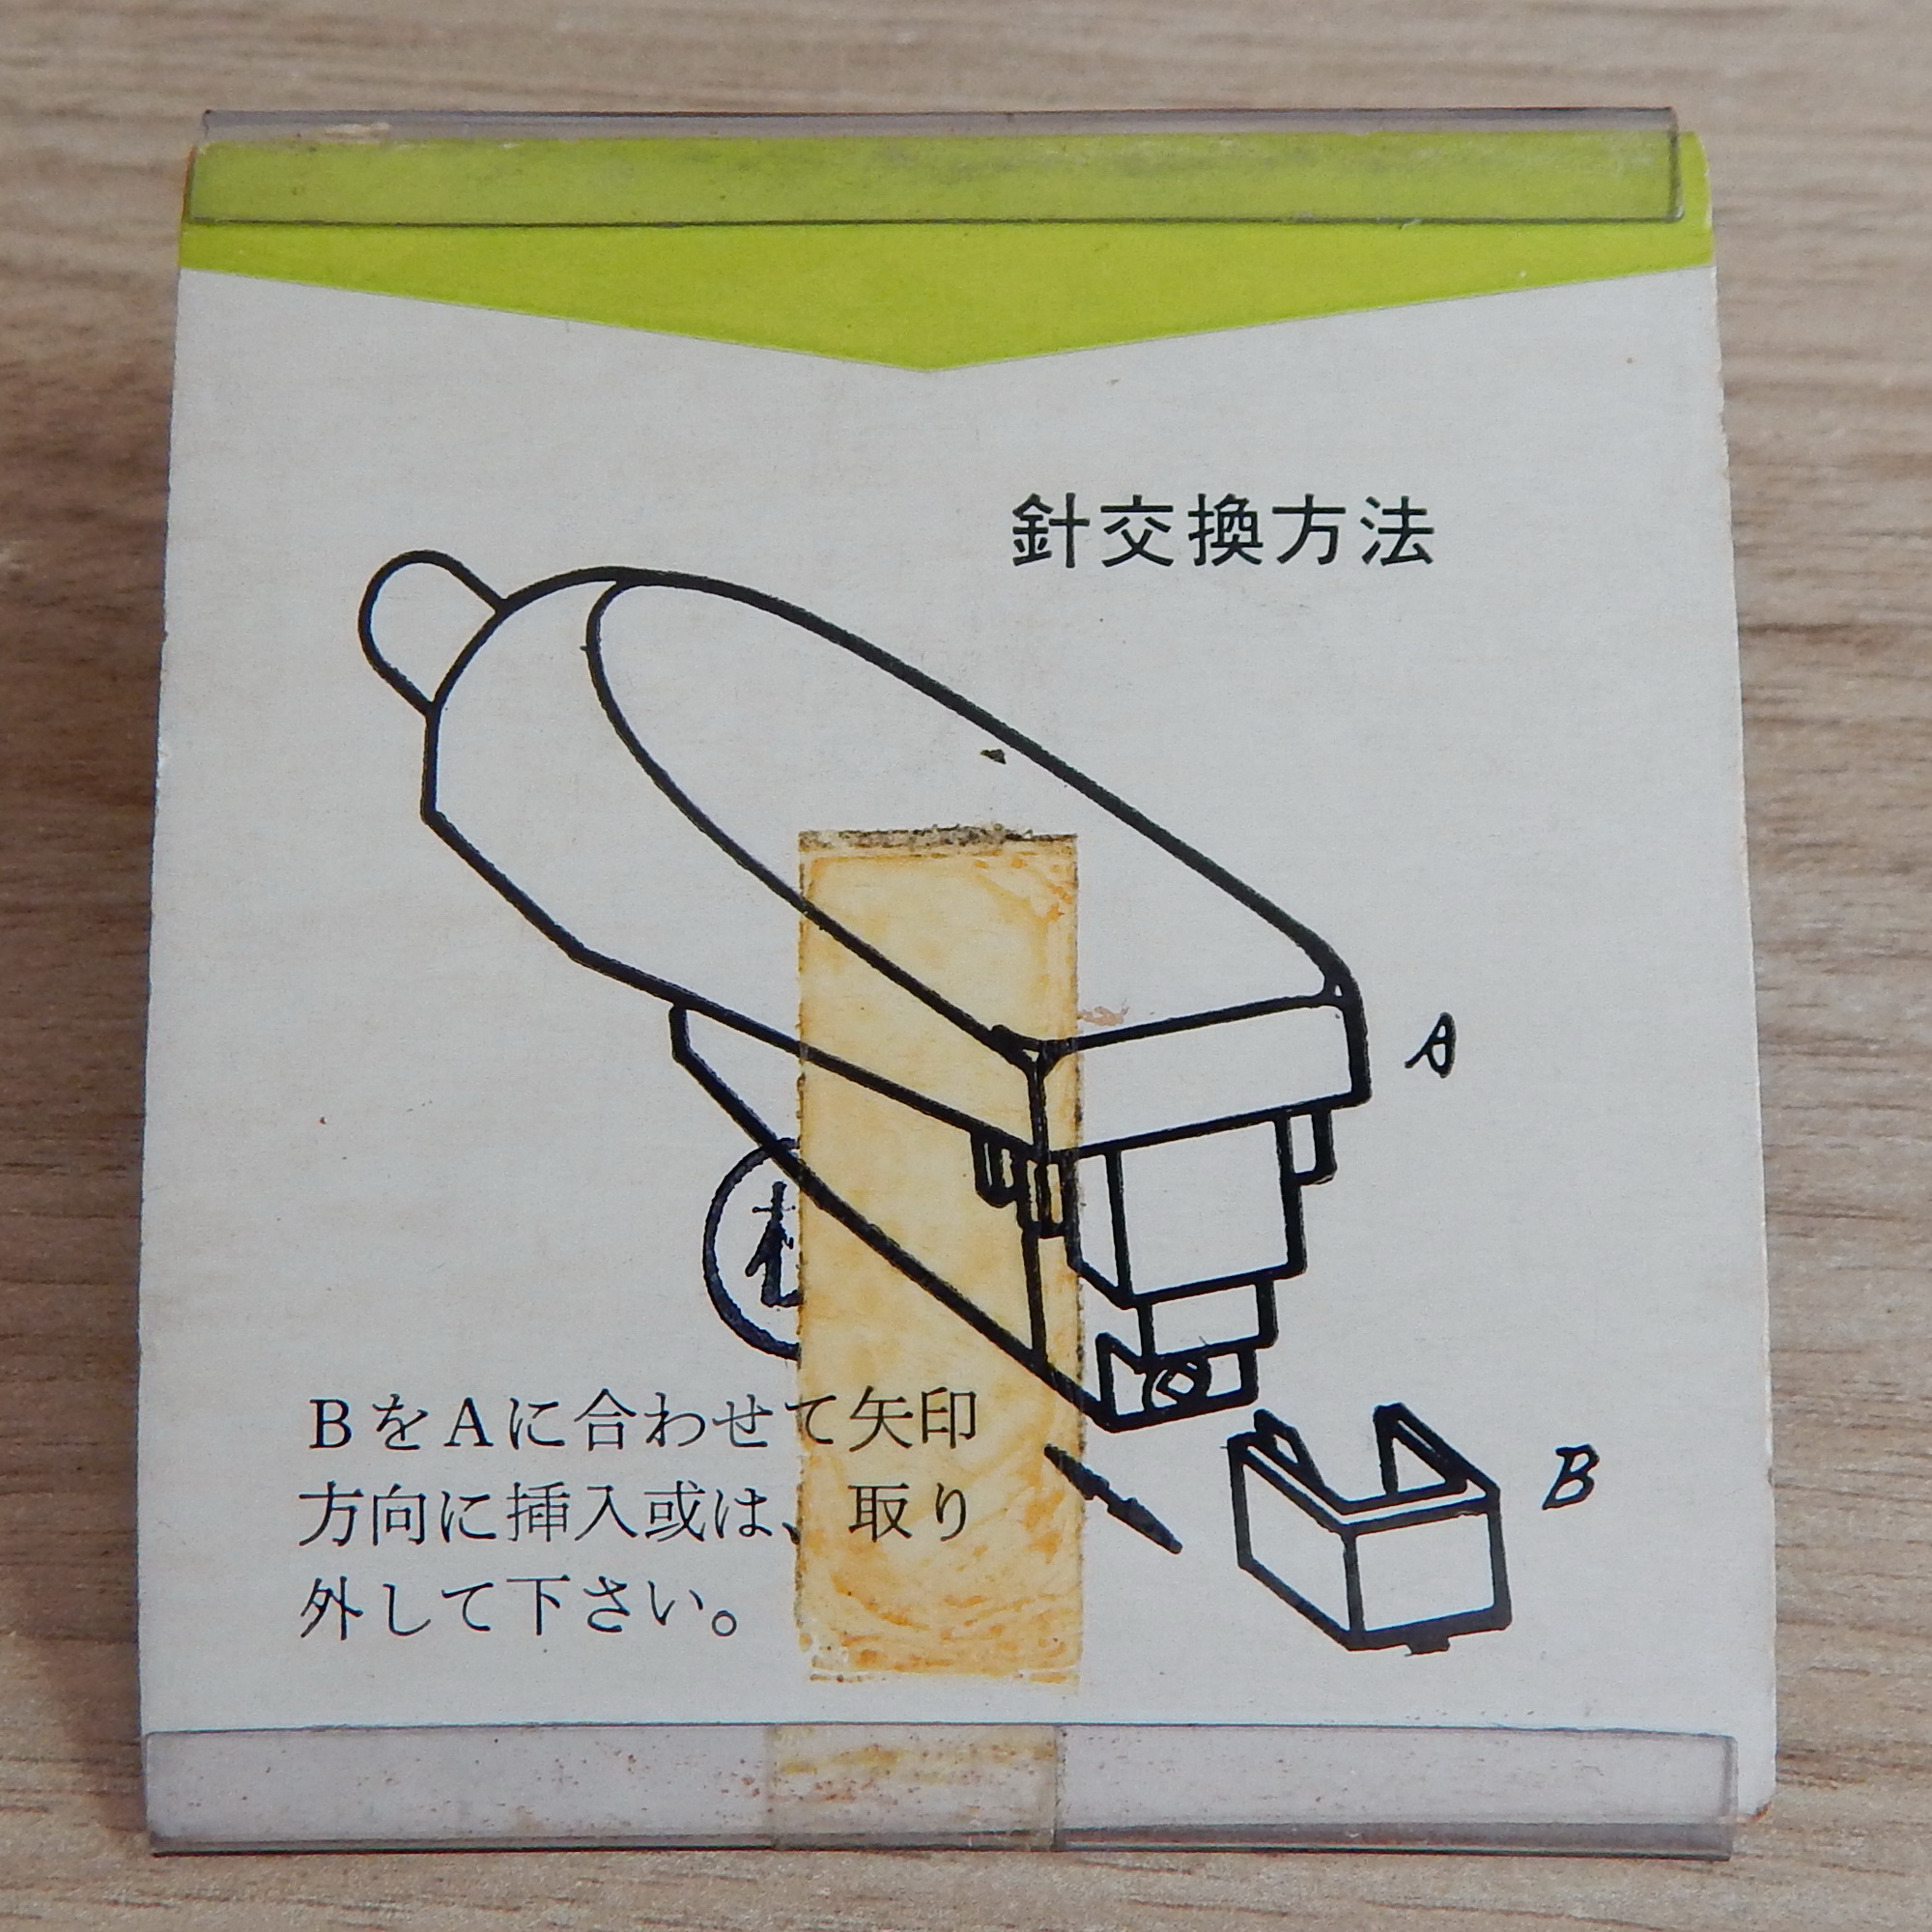 針交換方法
A
BをAに合わせて矢印
方向に挿入或は、取り
外して下さい。
B